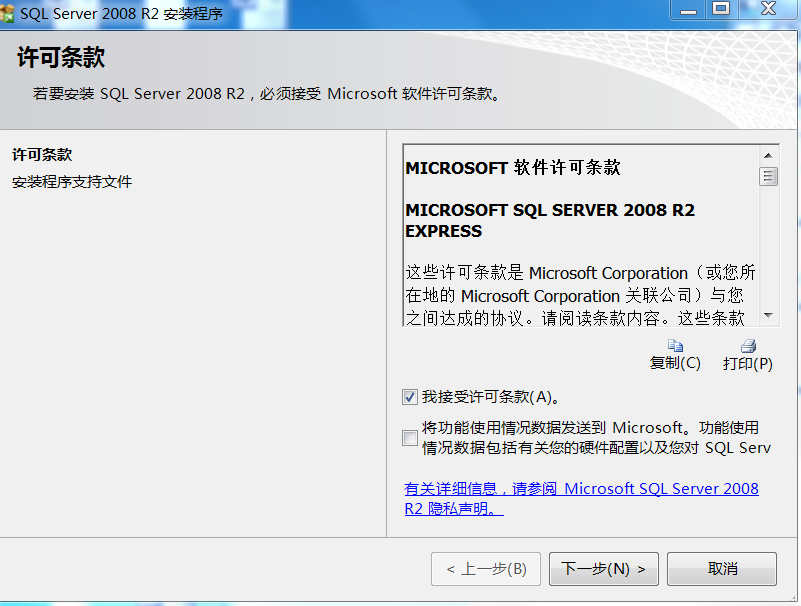 SQL Server 2008 R2 安装程序
许可条款
若要安装 SQL Server 2008 R2，必须接受 Microsoft 软件许可条款。
许可条款
安装程序支持文件
MICROSOFT 软件许可条款
MICROSOFT SQL SERVER 2008 R2
EXPRESS
这些许可条款是 Microsoft Corporation（或您所
在地的 Microsoft Corporation 关联公司）与您
之间达成的协议。请阅读条款内容。这些条款
复制(C) 打印(P)
我接受许可条款(A)。
将功能使用情况数据发送到 Microsoft。功能使用
情况数据包括有关您的硬件配置以及您对 SQL Serv
有关详细信息，请参阅 Microsoft SQL Server 2008
R2 隐私声明。
< 上一步(B) 下一步(N) > 取消